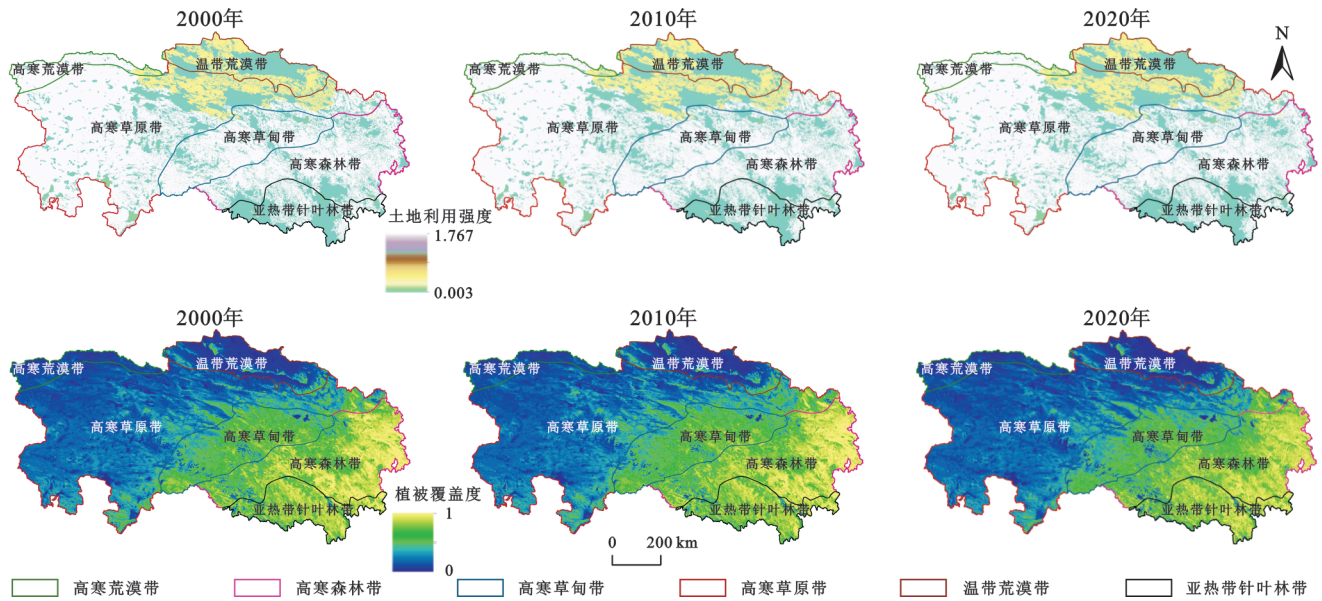 2000年
2010年
2020年
N
高寒荒漠带
温带荒漠带
高寒草原带
高寒草甸带
高寒森林带
亚热带针叶林带
高寒荒漠带
温带荒漠带
高寒草原带
高寒草甸带
高寒森林带
亚热带针叶林带
高寒荒漠带
温带荒漠带
高寒草原带
高寒草甸带
高寒森林带
亚热带针叶林带
土地利用强度
1.767
0.003
2000年
2010年
2020年
高寒荒漠带
温带荒漠带
高寒草原带
高寒草甸带
高寒森林带
亚热带针叶林带
高寒荒漠带
温带荒漠带
高寒草原带
高寒草甸带
高寒森林带
亚热带针叶林带
高寒荒漠带
温带荒漠带
高寒草原带
高寒草甸带
高寒森林带
亚热带针叶林带
植被覆盖度
1
0
0 200 km
高寒荒漠带 高寒森林带 高寒草甸带 高寒草原带 温带荒漠带 亚热带针叶林带